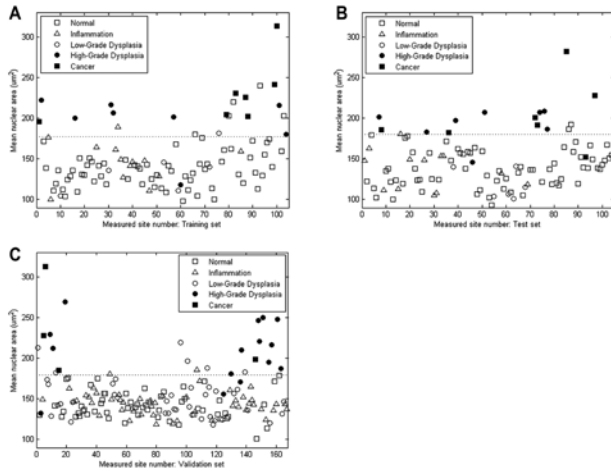 A
Normal
Inflammation
Low-Grade Dysplasia
High-Grade Dysplasia
Cancer
Mean nuclear area (um²)
300
250
200
150
100
0 20 40 60 80 100
Measured site number: Training set
B
Normal
Inflammation
Low-Grade Dysplasia
High-Grade Dysplasia
Cancer
Mean nuclear area (um²)
300
250
200
150
100
0 20 40 60 80 100
Measured site number: Test set
C
Normal
Inflammation
Low-Grade Dysplasia
High-Grade Dysplasia
Cancer
Mean nuclear area (um²)
350
300
250
200
150
100
0 20 40 60 80 100 120 140 160
Measured site number: Validation set